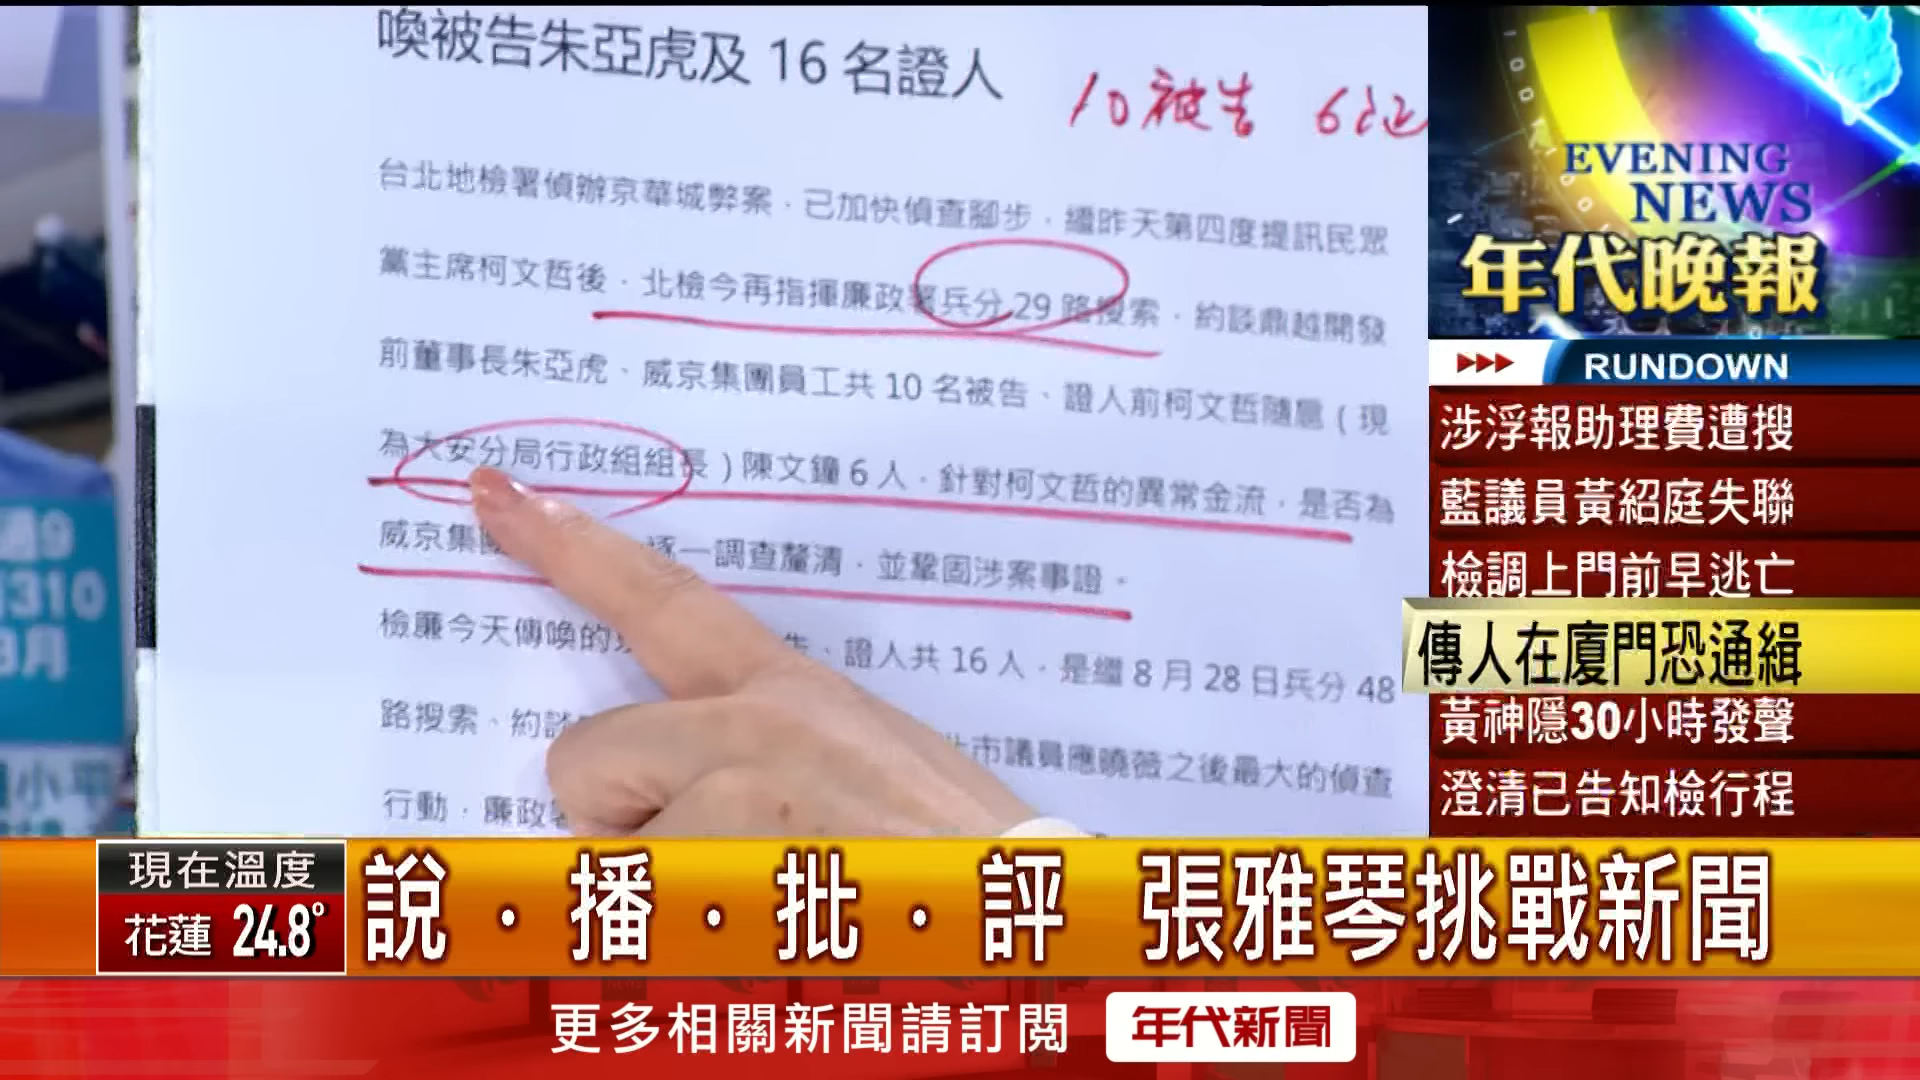 喚被告朱亞虎及 16 名證人
10被告 6证
台北地檢署偵辦京華城弊案，已加快偵查腳步，繼昨天第四度提訊民眾
黨主席柯文哲後，北檢今再指揮廉政署兵分 29 路搜索，約談鼎越開發
前董事長朱亞虎、威京集團員工共 10 名被告、證人前柯文哲隨扈（現
為大安分局行政組組長）陳文鐘 6 人，針對柯文哲的異常金流，是否為
威京集團 逐一調查釐清，並鞏固涉案事證。
檢廉今天傳喚的 告、證人共 16 人，是繼 8 月 28 日兵分 48
路搜索、約談 北市議員應曉薇之後最大的偵查
行動，廉政署
310
月
小平
EVENING
NEWS
年代晚報
RUNDOWN
涉浮報助理費遭搜
藍議員黃紹庭失聯
檢調上門前早逃亡
傳人在廈門恐通緝
黃神隱30小時發聲
澄清已告知檢行程
現在溫度
花蓮 24.8°
說．播．批．評 張雅琴挑戰新聞
更多相關新聞請訂閱
年代新聞